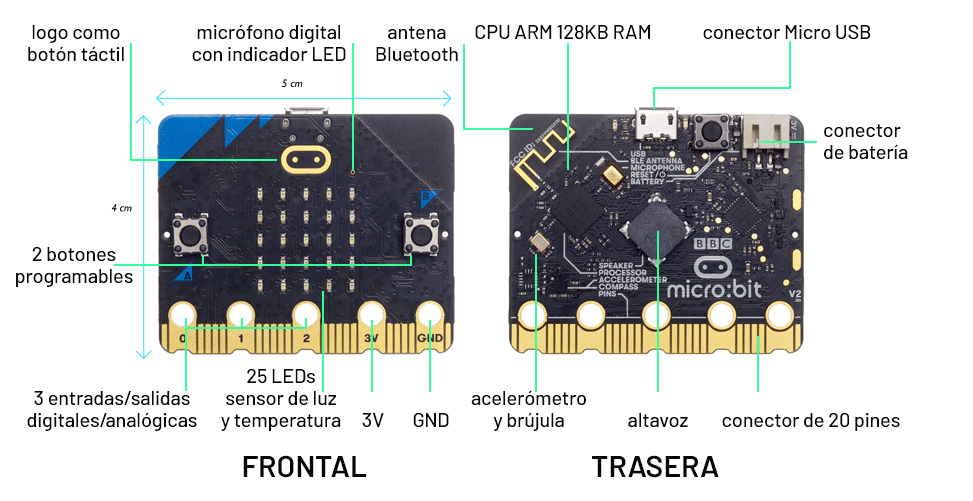 logo como
botón táctil
micrófono digital
con indicador LED
antena
Bluetooth
CPU ARM 128KB RAM
conector Micro USB
5 cm
4 cm
conector
de batería
2 botones
programables
A
B
0
1
2
3V
GND
FCC ID:
USB
BLE ANTENNA
MICROPHONE
RESET /
BATTERY
3V
BBC
micro:bit
V2
SPEAKER
PROCESSOR
ACCELEROMETER
COMPASS
PINS
3 entradas/salidas
digitales/analógicas
25 LEDs
sensor de luz
y temperatura
3V
GND
acelerómetro
y brújula
altavoz
conector de 20 pines
FRONTAL
TRASERA